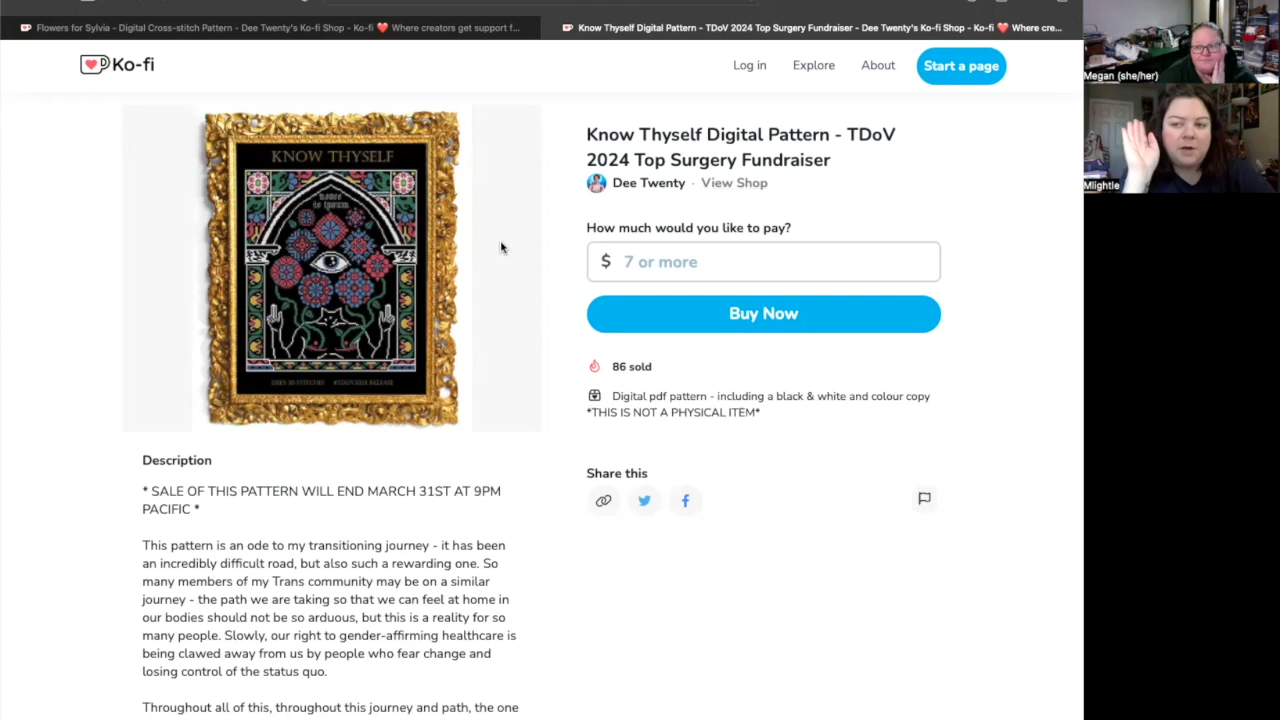 Flowers for Sylvia - Digital Cross-stitch Pattern - Dee Twenty's Ko-fi Shop - Ko-fi ❤️ Where creators get support f...
Know Thyself Digital Pattern - TDoV 2024 Top Surgery Fundraiser - Dee Twenty's Ko-fi Shop - Ko-fi ❤️ Where cre...
Ko-fi
Log in
Explore
About
Start a page
Megan (she/her)
Mlightle
KNOW THYSELF
Know Thyself Digital Pattern - TDoV
2024 Top Surgery Fundraiser
Dee Twenty · View Shop
How much would you like to pay?
$ 7 or more
Buy Now
86 sold
Digital pdf pattern - including a black & white and colour copy
*THIS IS NOT A PHYSICAL ITEM*
Share this
Description
* SALE OF THIS PATTERN WILL END MARCH 31ST AT 9PM
PACIFIC *
This pattern is an ode to my transitioning journey - it has been
an incredibly difficult road, but also such a rewarding one. So
many members of my Trans community may be on a similar
journey - the path we are taking so that we can feel at home in
our bodies should not be so arduous, but this is a reality for so
many people. Slowly, our right to gender-affirming healthcare is
being clawed away from us by people who fear change and
losing control of the status quo.
Throughout all of this, throughout this journey and path, the one